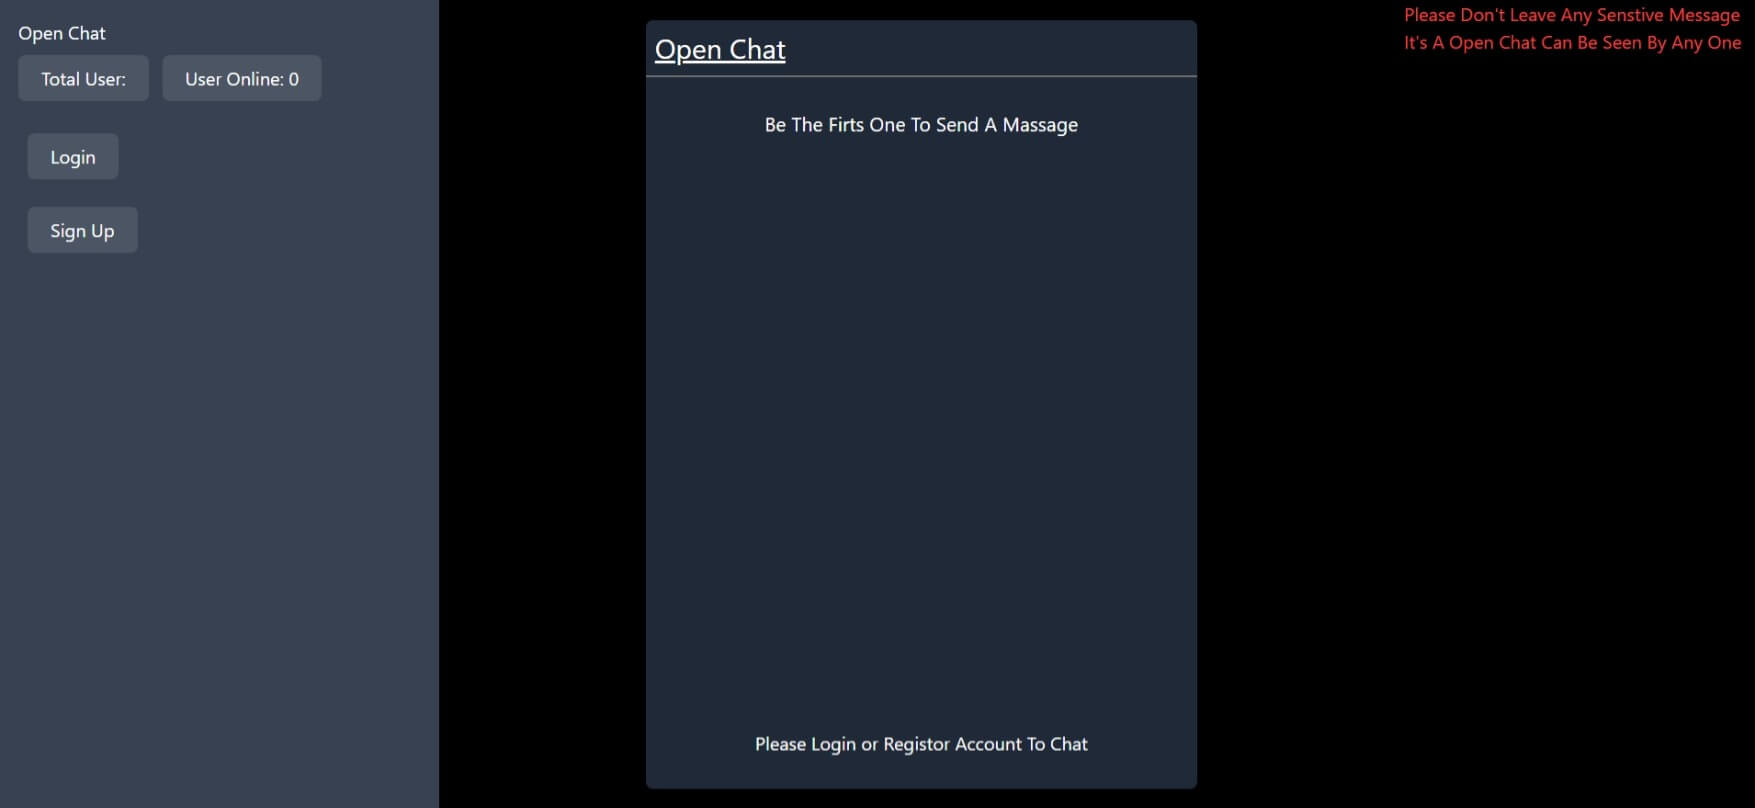 Open Chat
Total User:
User Online: 0
Login
Sign Up
Open Chat
Be The Firts One To Send A Massage
Please Login or Registor Account To Chat
Please Don't Leave Any Senstive Message
It's A Open Chat Can Be Seen By Any One